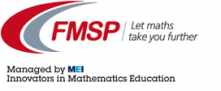 FMSP
Let maths
take you further
Managed by MEI
Innovators in Mathematics Education